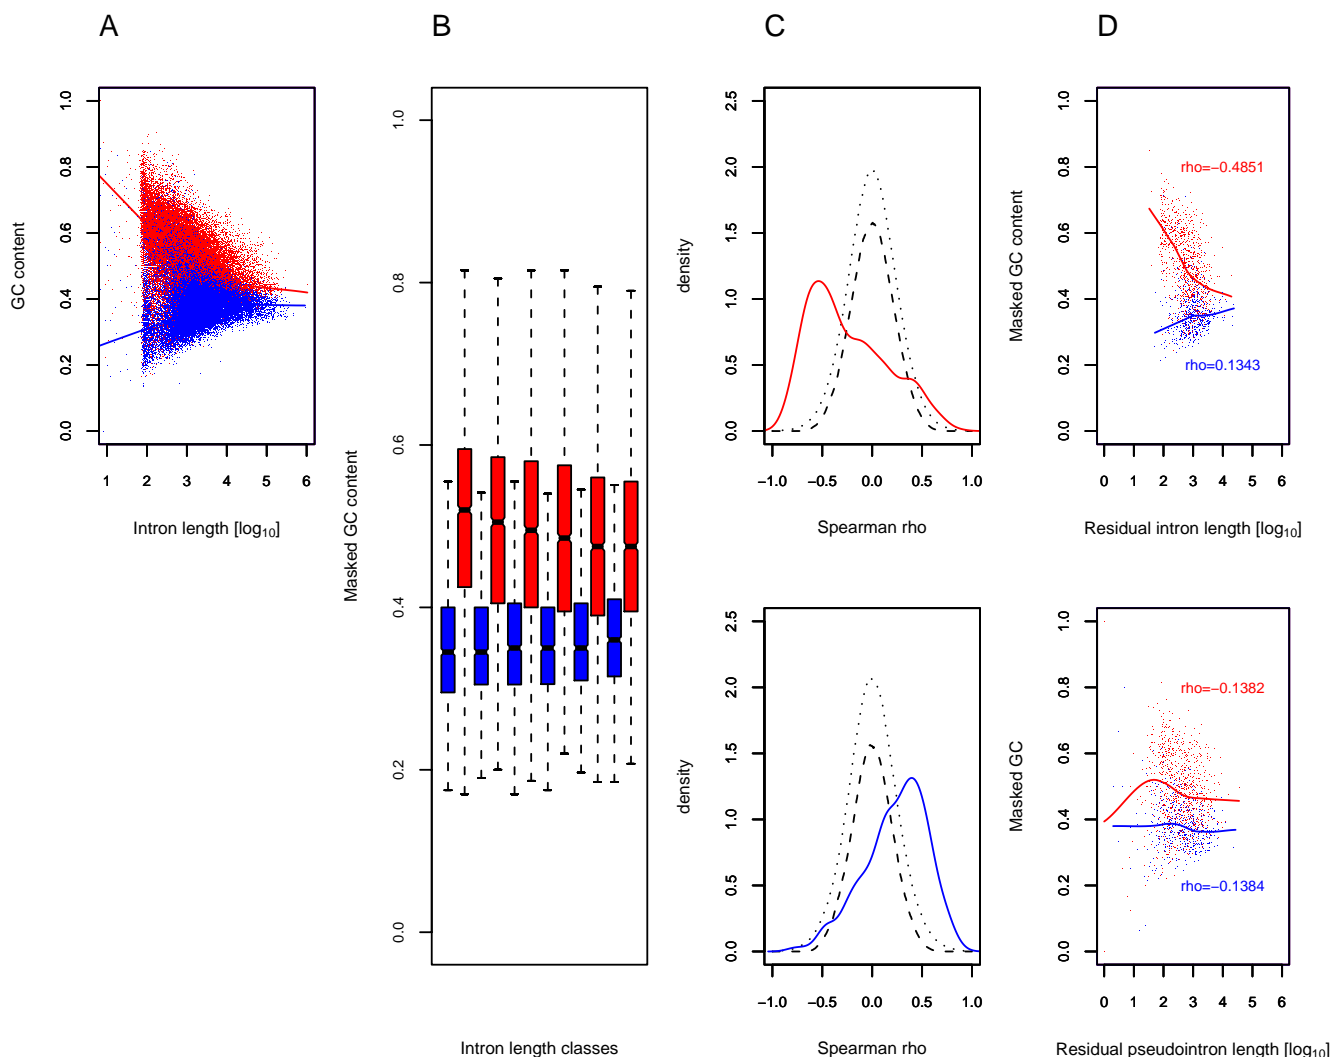 A
B
C
D
GC content
0.0
0.2
0.4
0.6
0.8
1.0
1 2 3 4 5 6
Intron length [log10]
Masked GC content
0.0
0.2
0.4
0.6
0.8
1.0
Intron length classes
density
0.0
0.5
1.0
1.5
2.0
2.5
−1.0 −0.5 0.0 0.5 1.0
Spearman rho
Masked GC content
0.0
0.2
0.4
0.6
0.8
1.0
rho=−0.4851
rho=0.1343
0 1 2 3 4 5 6
Residual intron length [log10]
density
0.0
0.5
1.0
1.5
2.0
2.5
−1.0 −0.5 0.0 0.5 1.0
Spearman rho
Masked GC
0.0
0.2
0.4
0.6
0.8
1.0
rho=−0.1382
rho=−0.1384
0 1 2 3 4 5 6
Residual pseudointron length [log10]